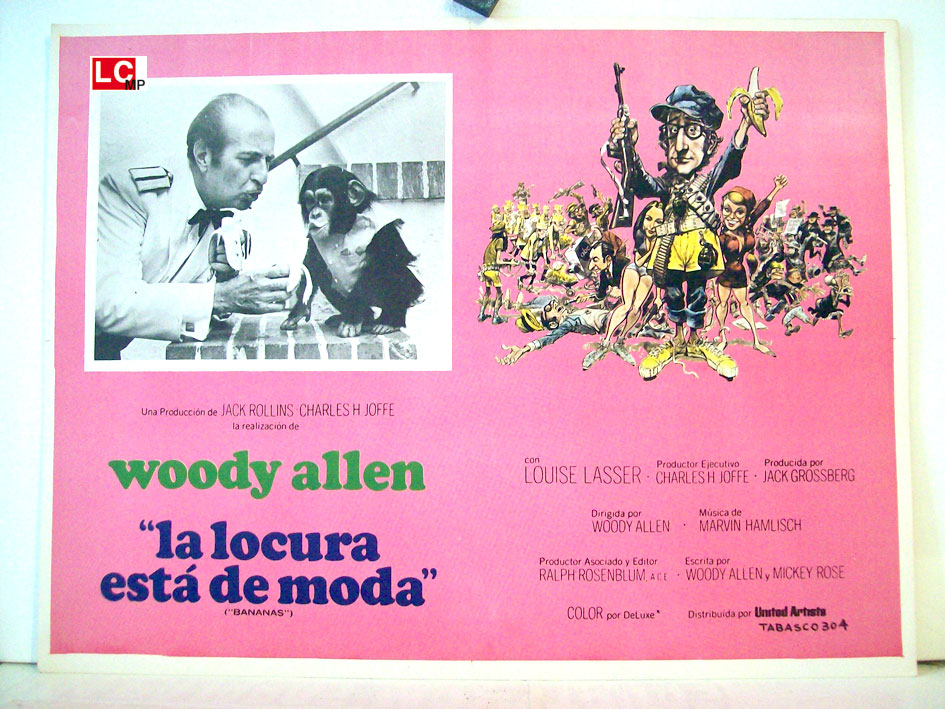 LC
MP
Una Producción de JACK ROLLINS · CHARLES H JOFFE
la realización de
woody allen
"la locura
está de moda"
("BANANAS")
con LOUISE LASSER · Productor Ejecutivo CHARLES H JOFFE · Producida por JACK GROSSBERG
Dirigida por WOODY ALLEN · Música de MARVIN HAMLISCH
Productor Asociado y Editor RALPH ROSENBLUM, A.C.E. · Escrita por WOODY ALLEN y MICKEY ROSE
COLOR por DeLuxe® Distribuida por United Artists
TABASCO 304